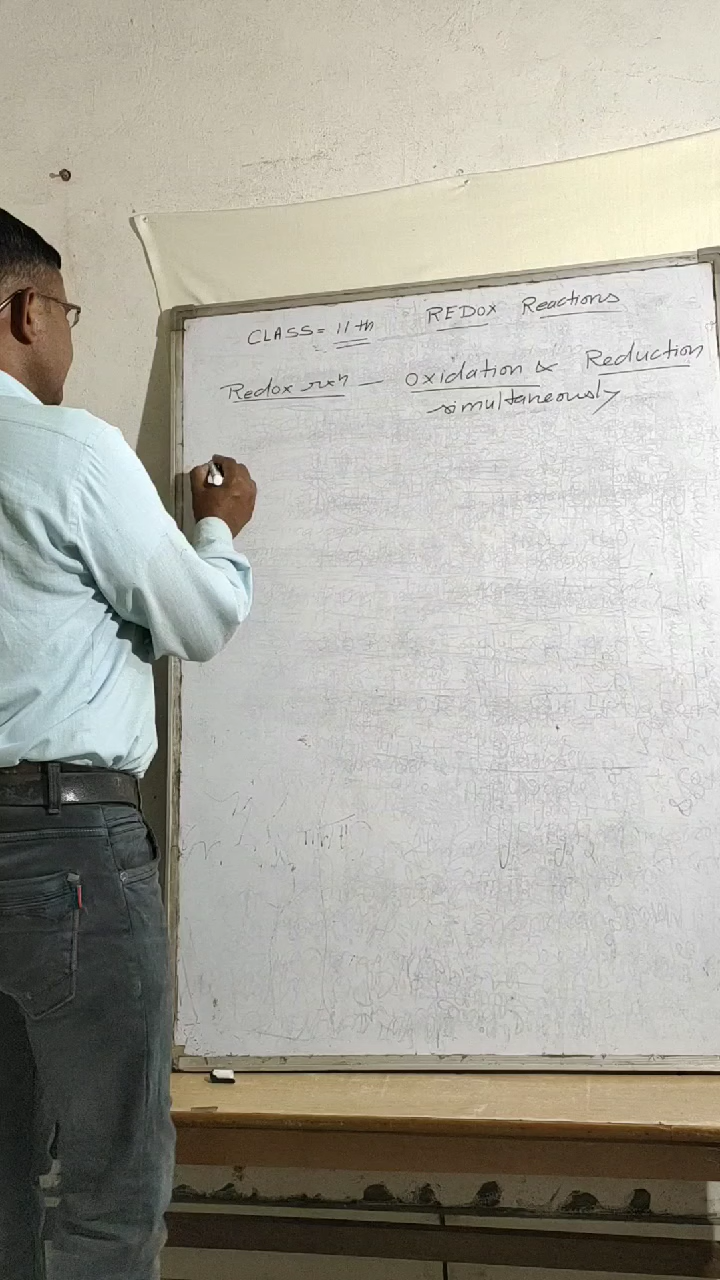 CLASS = 11th REDOX Reactions
Redox rxn — Oxidation & Reduction
simultaneously